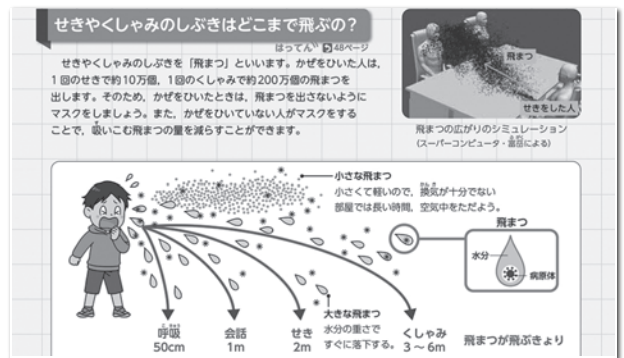 せきやくしゃみのしぶきはどこまで飛ぶの？
はってん 48ページ
せきやくしゃみのしぶきを「飛まつ」といいます。かぜをひいた人は，
1回のせきで約10万個，1回のくしゃみで約200万個の飛まつを
出します。そのため，かぜをひいたときは，飛まつを出さないように
マスクをしましょう。また，かぜをひいていない人がマスクをする
ことで，吸いこむ飛まつの量を減らすことができます。
飛まつ
せきをした人
飛まつの広がりのシミュレーション
（スーパーコンピュータ・富岳による）
小さな飛まつ
小さくて軽いので，換気が十分でない
部屋では長い時間，空気中をただよう。
飛まつ
水分
病原体
大きな飛まつ
水分の重さで
すぐに落下する。
呼吸
50cm
会話
1m
せき
2m
くしゃみ
3～6m
飛まつが飛ぶきょり